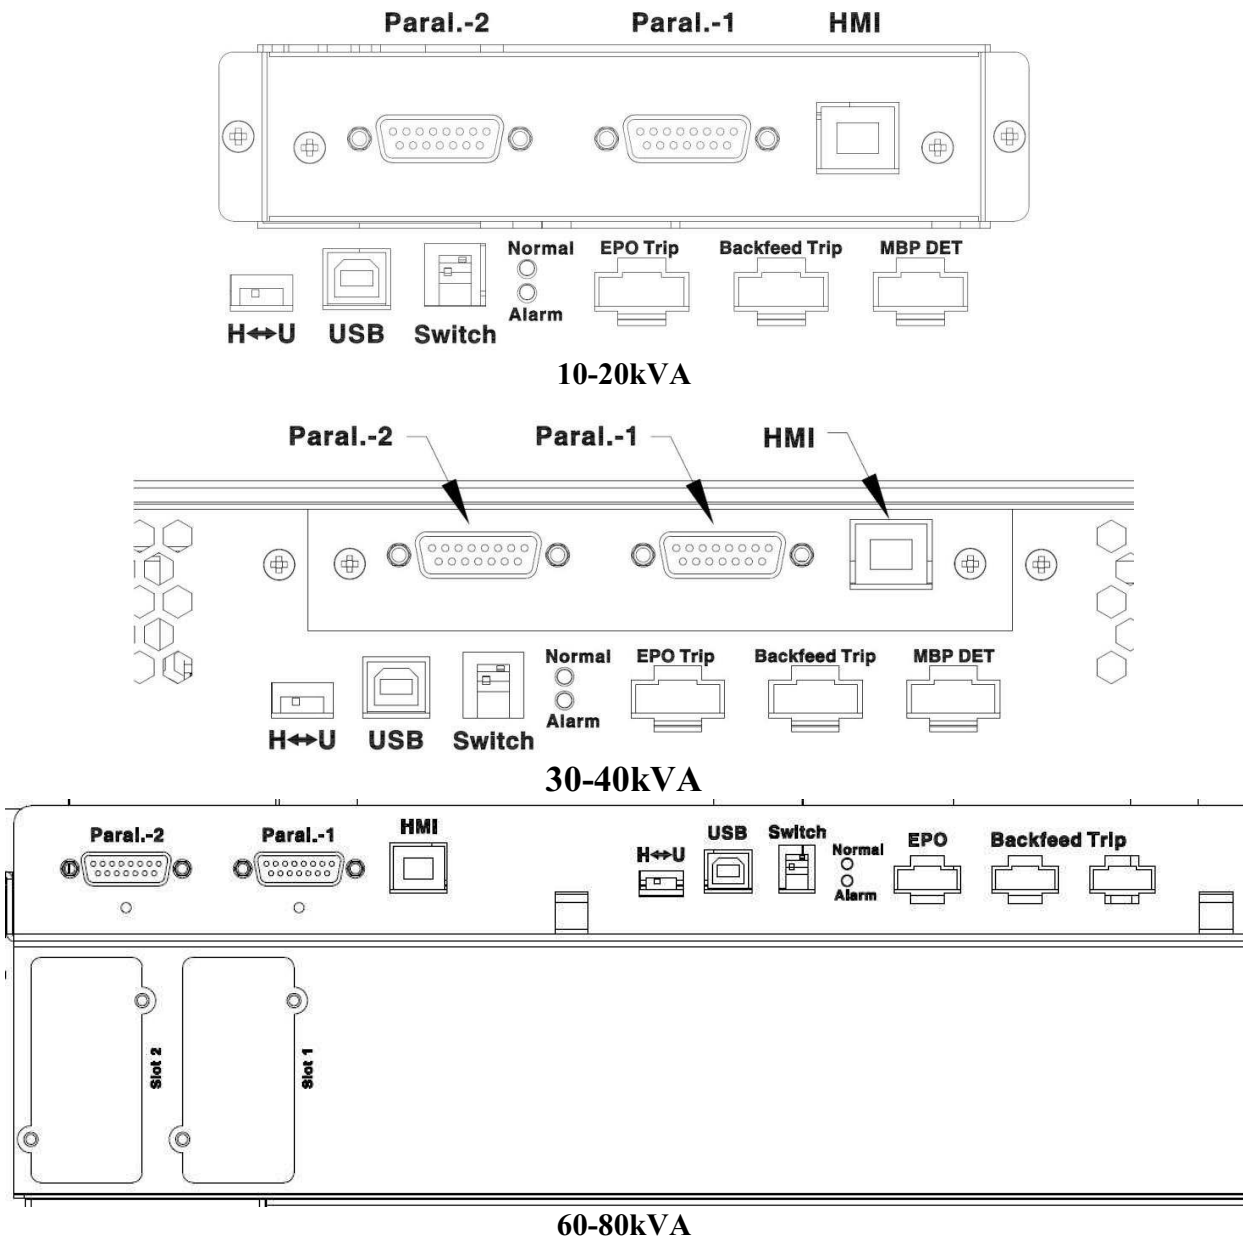 Paral.-2 Paral.-1 HMI
Normal EPO Trip Backfeed Trip MBP DET
Alarm
H↔U USB Switch
10-20kVA
Paral.-2 Paral.-1 HMI
Normal EPO Trip Backfeed Trip MBP DET
Alarm
H↔U USB Switch
30-40kVA
Paral.-2 Paral.-1 HMI H↔U USB Switch Normal EPO Backfeed Trip
Alarm
Slot 2 Slot 1
60-80kVA